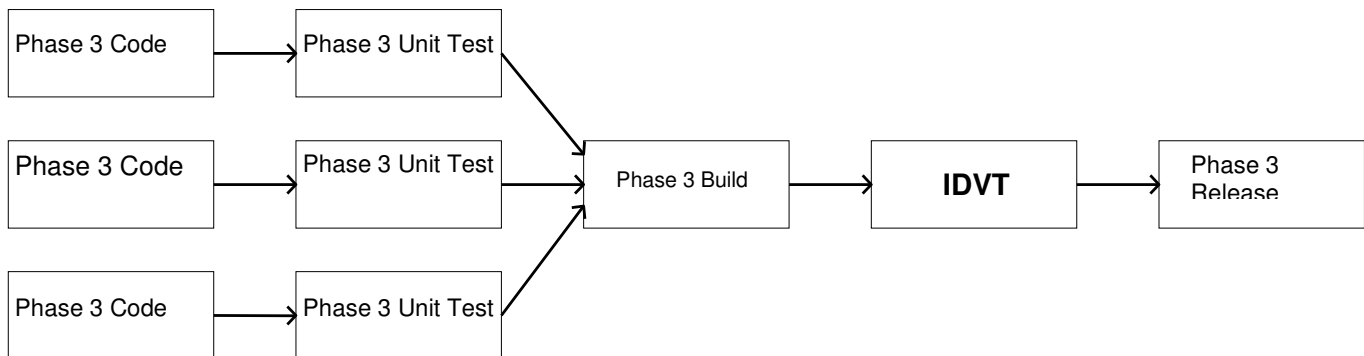 Phase 3 Code
Phase 3 Unit Test
Phase 3 Code
Phase 3 Unit Test
Phase 3 Build
IDVT
Phase 3
Release
Phase 3 Code
Phase 3 Unit Test